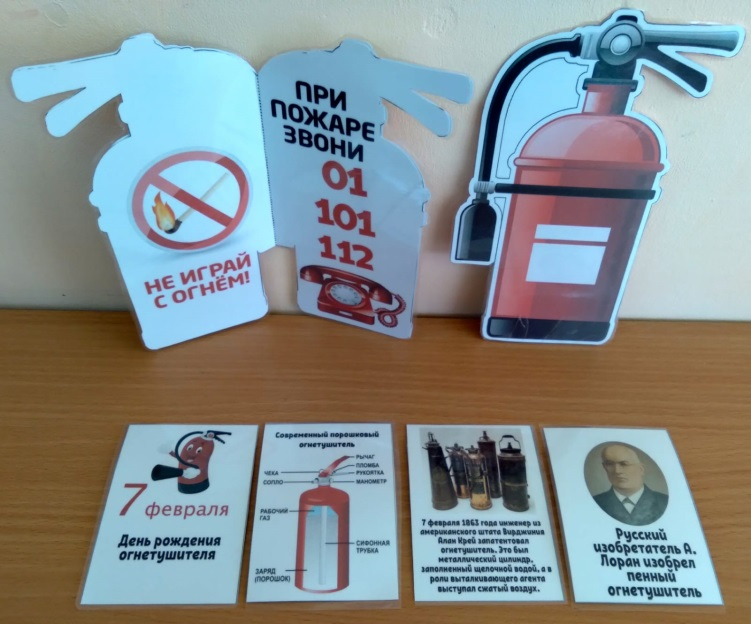 НЕ ИГРАЙ
С ОГНЁМ!
ПРИ
ПОЖАРЕ
ЗВОНИ
01
101
112
7 февраля
День рождения
огнетушителя
Современный порошковый
огнетушитель
РЫЧАГ
ПЛОМБА
РУКОЯТКА
МАНОМЕТР
ЧЕКА
СОПЛО
РАБОЧИЙ
ГАЗ
СИФОННАЯ
ТРУБКА
ЗАРЯД
(ПОРОШОК)
7 февраля 1863 года инженер из
американского штата Вирджиния
Алан Крей запатентовал
огнетушитель. Это был
металлический цилиндр,
заполненный щелочной водой, а в
роли выталкивающего агента
выступал сжатый воздух.
Русский
изобретатель А.
Лоран изобрел
пенный
огнетушитель